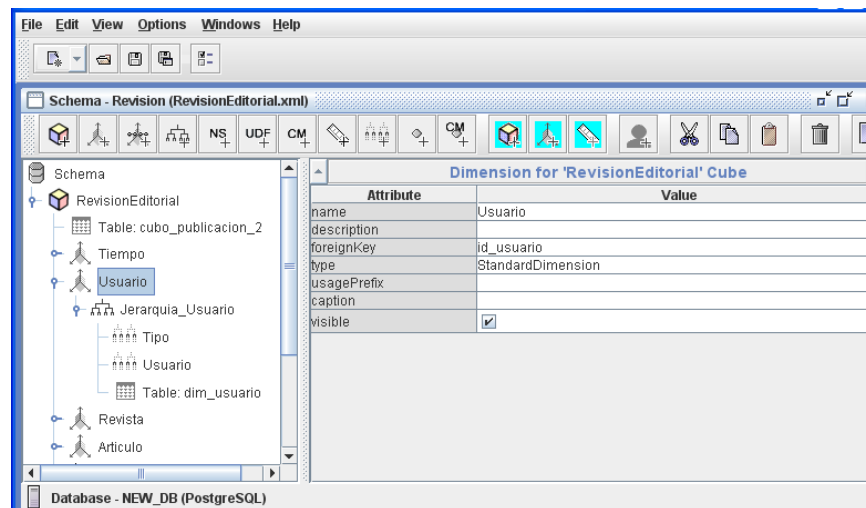 File Edit View Options Windows Help
Schema - Revision (RevisionEditorial.xml)
NS UDF CM CM
Schema
RevisionEditorial
Table: cubo_publicacion_2
Tiempo
Usuario
Jerarquia_Usuario
Tipo
Usuario
Table: dim_usuario
Revista
Articulo
Dimension for 'RevisionEditorial' Cube
Attribute Value
name Usuario
description
foreignKey id_usuario
type StandardDimension
usagePrefix
caption
visible
Database - NEW_DB (PostgreSQL)